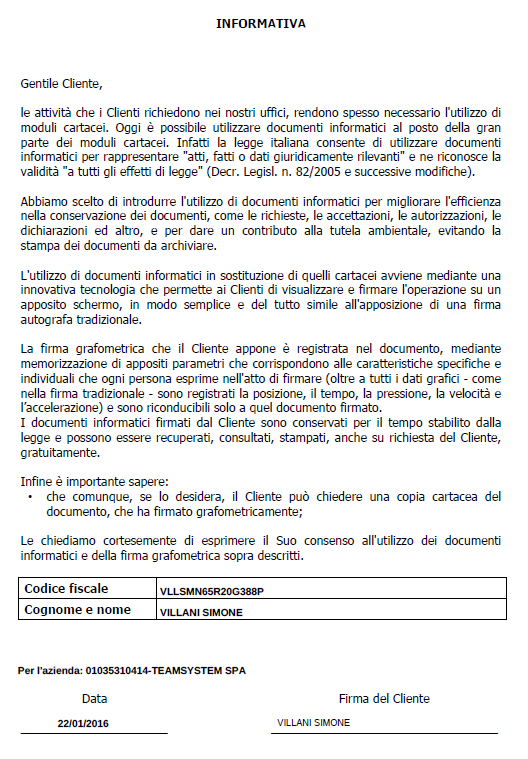 INFORMATIVA
Gentile Cliente,
le attività che i Clienti richiedono nei nostri uffici, rendono spesso necessario l'utilizzo di
moduli cartacei. Oggi è possibile utilizzare documenti informatici al posto della gran
parte dei moduli cartacei. Infatti la legge italiana consente di utilizzare documenti
informatici per rappresentare "atti, fatti o dati giuridicamente rilevanti" e ne riconosce la
validità "a tutti gli effetti di legge" (Decr. Legisl. n. 82/2005 e successive modifiche).
Abbiamo scelto di introdurre l'utilizzo di documenti informatici per migliorare l'efficienza
nella conservazione dei documenti, come le richieste, le accettazioni, le autorizzazioni, le
dichiarazioni ed altro, e per dare un contributo alla tutela ambientale, evitando la
stampa dei documenti da archiviare.
L'utilizzo di documenti informatici in sostituzione di quelli cartacei avviene mediante una
innovativa tecnologia che permette ai Clienti di visualizzare e firmare l'operazione su un
apposito schermo, in modo semplice e del tutto simile all'apposizione di una firma
autografa tradizionale.
La firma grafometrica che il Cliente appone è registrata nel documento, mediante
memorizzazione di appositi parametri che corrispondono alle caratteristiche specifiche e
individuali che ogni persona esprime nell'atto di firmare (oltre a tutti i dati grafici - come
nella firma tradizionale - sono registrati la posizione, il tempo, la pressione, la velocità e
l'accelerazione) e sono riconducibili solo a quel documento firmato.
I documenti informatici firmati dal Cliente sono conservati per il tempo stabilito dalla
legge e possono essere recuperati, consultati, stampati, anche su richiesta del Cliente,
gratuitamente.
Infine è importante sapere:
• che comunque, se lo desidera, il Cliente può chiedere una copia cartacea del
documento, che ha firmato grafometricamente;
Le chiediamo cortesemente di esprimere il Suo consenso all'utilizzo dei documenti
informatici e della firma grafometrica sopra descritti.
Codice fiscale VLLSMN65R20G388P
Cognome e nome VILLANI SIMONE
Per l'azienda: 01035310414-TEAMSYSTEM SPA
Data Firma del Cliente
22/01/2016 VILLANI SIMONE